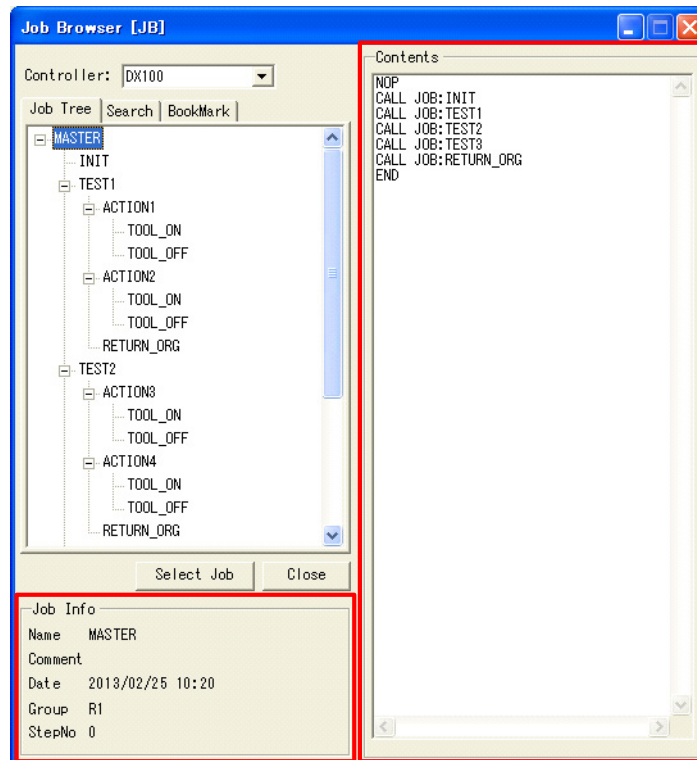 Job Browser [JB]
Controller: DX100
Job Tree Search BookMark
MASTER
INIT
TEST1
ACTION1
TOOL_ON
TOOL_OFF
ACTION2
TOOL_ON
TOOL_OFF
RETURN_ORG
TEST2
ACTION3
TOOL_ON
TOOL_OFF
ACTION4
TOOL_ON
TOOL_OFF
RETURN_ORG
Select Job Close
Job Info
Name MASTER
Comment
Date 2013/02/25 10:20
Group R1
StepNo 0
Contents
NOP
CALL JOB:INIT
CALL JOB:TEST1
CALL JOB:TEST2
CALL JOB:TEST3
CALL JOB:RETURN_ORG
END